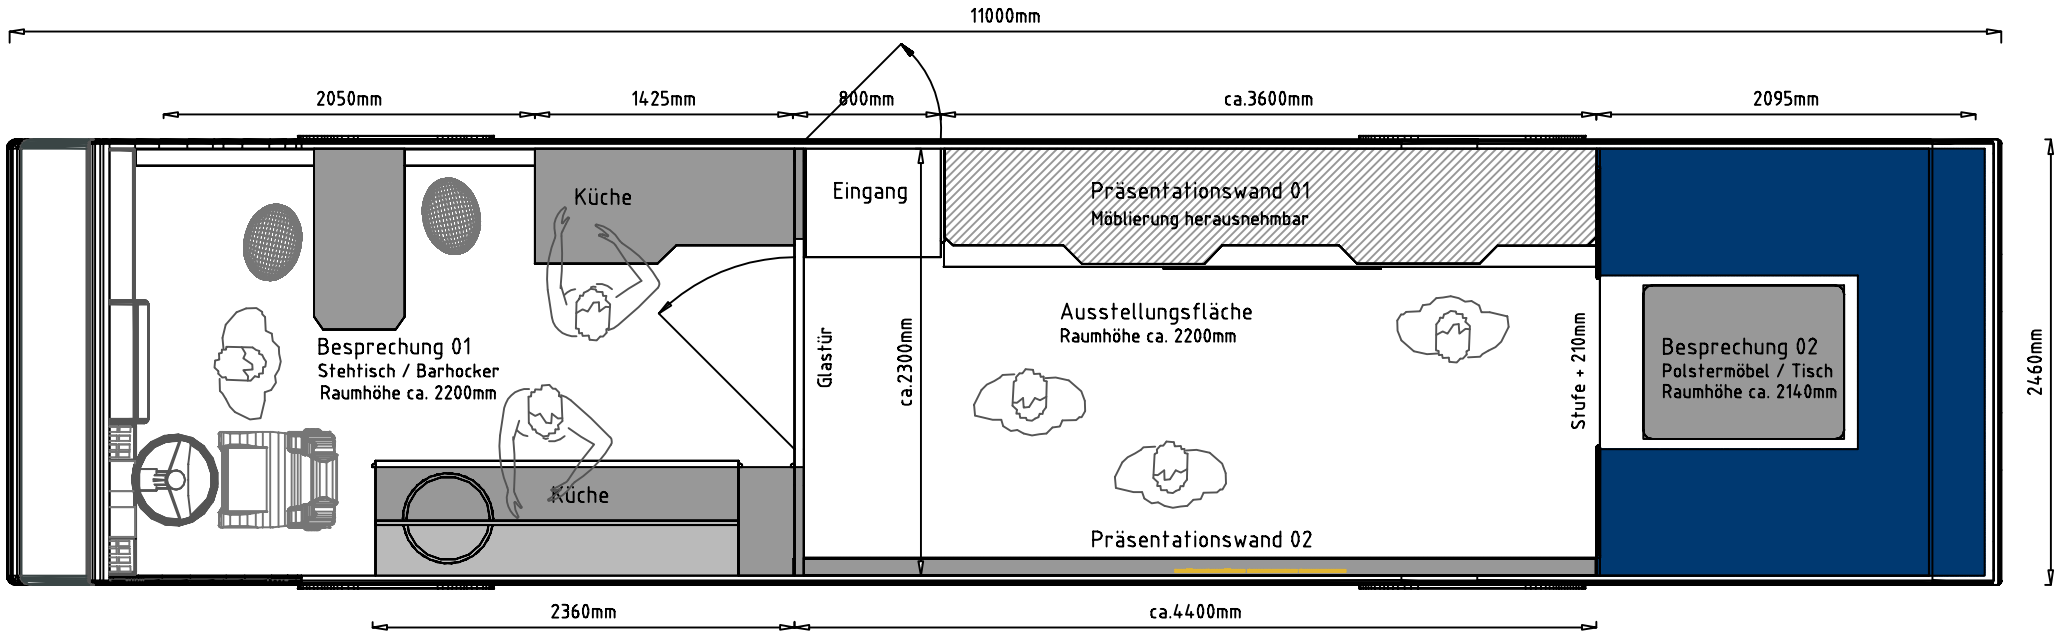 11000mm
2050mm
1425mm
800mm
ca.3600mm
2095mm
Küche
Eingang
Präsentationswand 01
Möblierung herausnehmbar
Besprechung 01
Stehtisch / Barhocker
Raumhöhe ca. 2200mm
Glastür
ca.2300mm
Ausstellungsfläche
Raumhöhe ca. 2200mm
Stufe + 210mm
Besprechung 02
Polstermöbel / Tisch
Raumhöhe ca. 2140mm
2460mm
Küche
Präsentationswand 02
2360mm
ca.4400mm